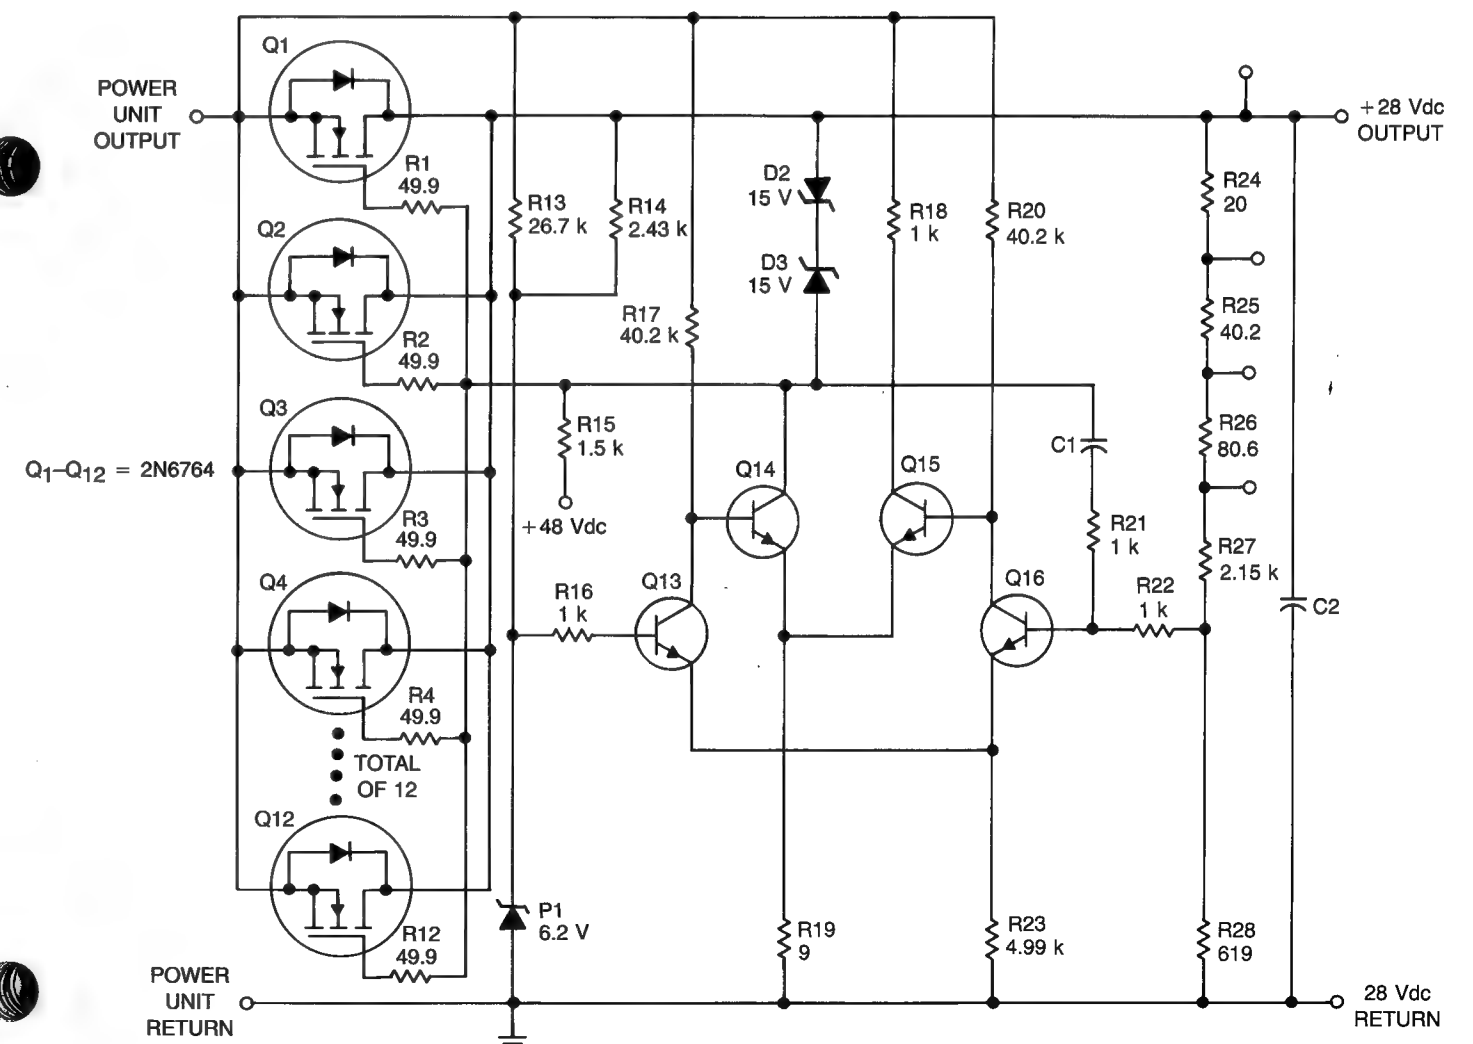 Q1
POWER
UNIT
OUTPUT
+28 Vdc
OUTPUT
R1
49.9
D2
15 V
R24
20
R13
26.7 k
R14
2.43 k
R18
1 k
R20
40.2 k
Q2
D3
15 V
R25
40.2
R17
40.2 k
R2
49.9
Q3
R15
1.5 k
C1
R26
80.6
Q1–Q12 = 2N6764
Q14
Q15
+48 Vdc
R3
49.9
R21
1 k
R27
2.15 k
Q4
R16
1 k
Q13
Q16
R22
1 k
C2
R4
49.9
TOTAL
OF 12
Q12
P1
6.2 V
R19
9
R23
4.99 k
R28
619
R12
49.9
POWER
UNIT
RETURN
28 Vdc
RETURN